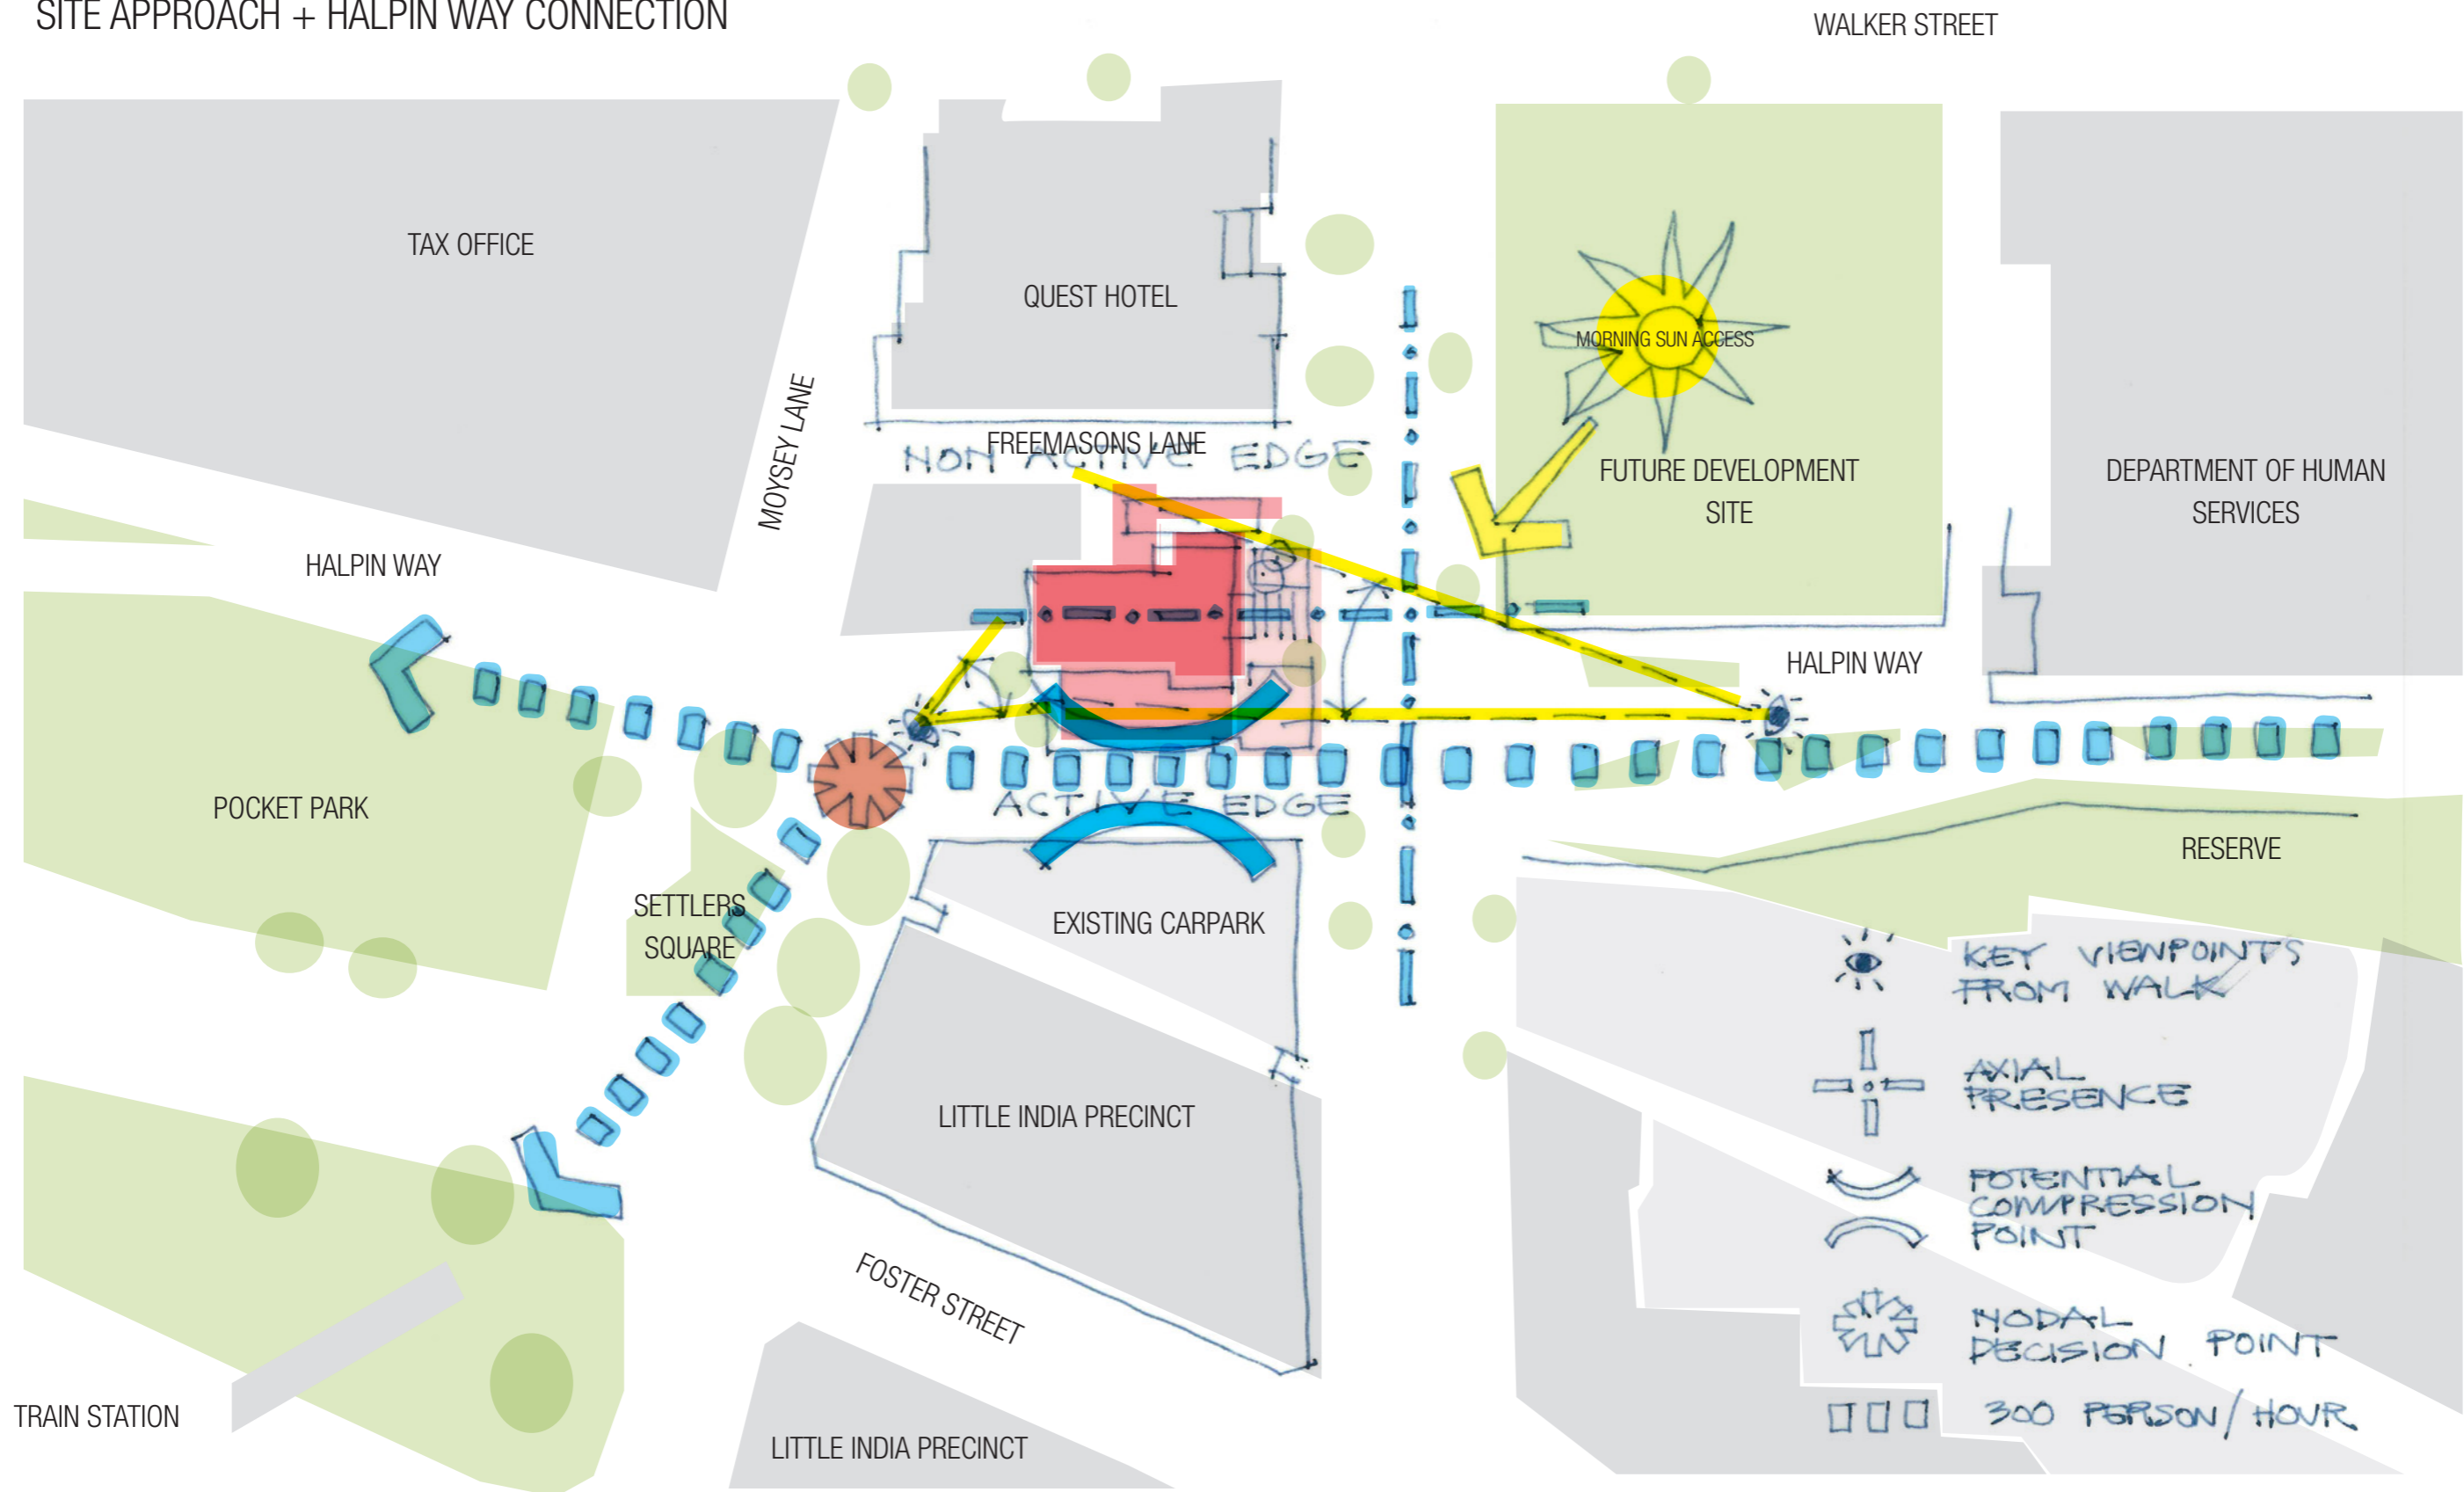 SITE APPROACH + HALPIN WAY CONNECTION
WALKER STREET
TAX OFFICE
QUEST HOTEL
MORNING SUN ACCESS
MOYSEY LANE
FREEMASONS LANE
NON ACTIVE EDGE
FUTURE DEVELOPMENT
SITE
DEPARTMENT OF HUMAN
SERVICES
HALPIN WAY
HALPIN WAY
POCKET PARK
ACTIVE EDGE
RESERVE
SETTLERS
SQUARE
EXISTING CARPARK
KEY VIEWPOINTS
FROM WALK
AXIAL
PRESENCE
LITTLE INDIA PRECINCT
POTENTIAL
COMPRESSION
POINT
FOSTER STREET
NODAL
DECISION POINT
TRAIN STATION
300 PERSON/HOUR
LITTLE INDIA PRECINCT